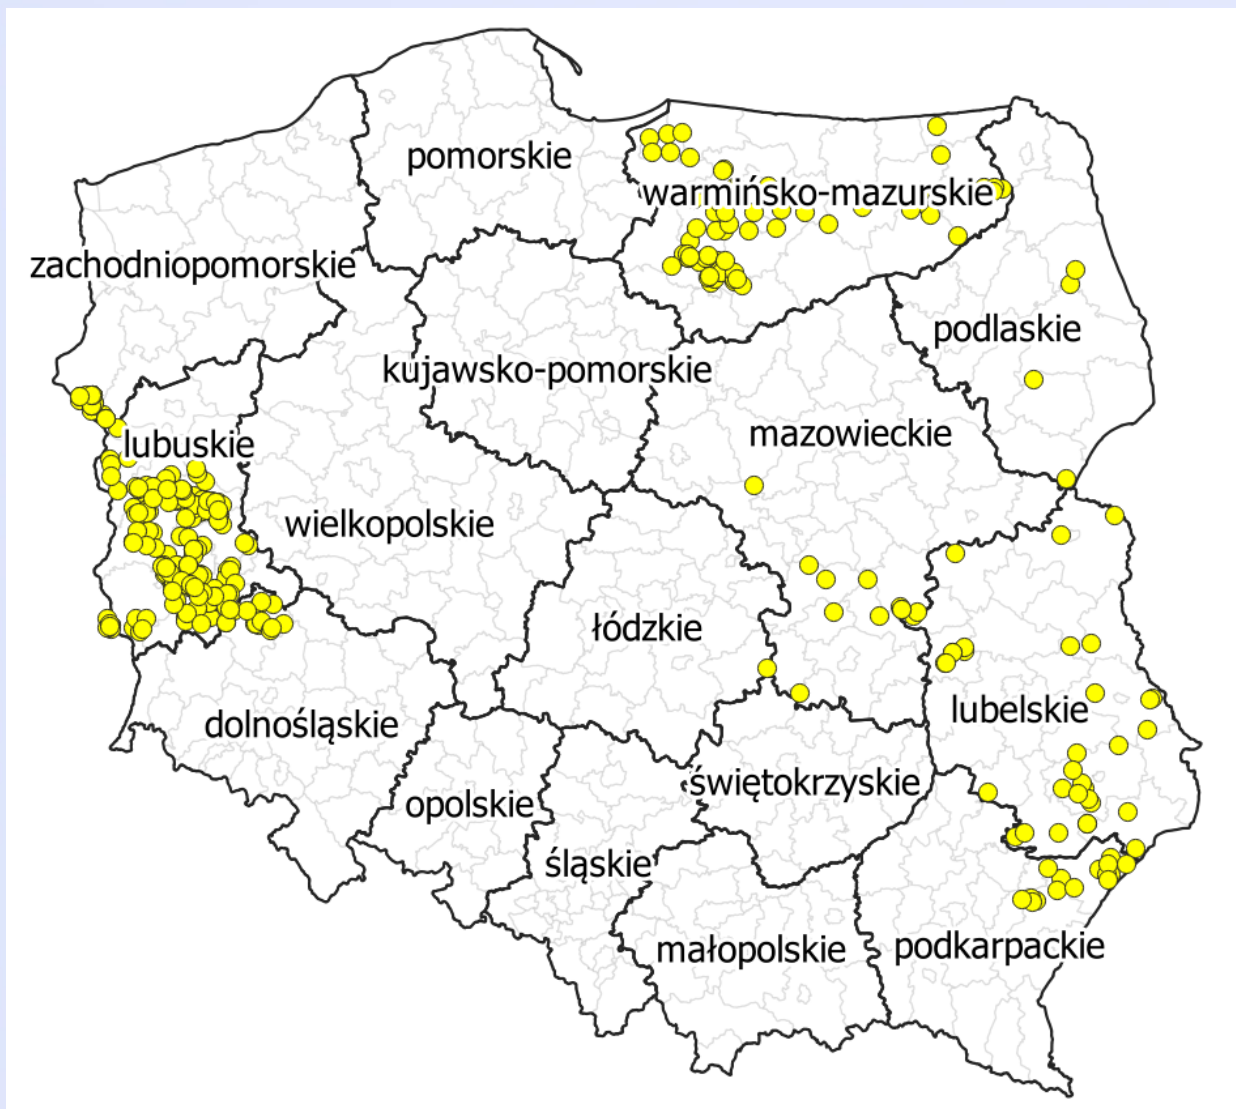 pomorskie
warmińsko-mazurskie
zachodniopomorskie
podlaskie
kujawsko-pomorskie
mazowieckie
lubuskie
wielkopolskie
łódzkie
lubelskie
dolnośląskie
świętokrzyskie
opolskie
śląskie
małopolskie
podkarpackie